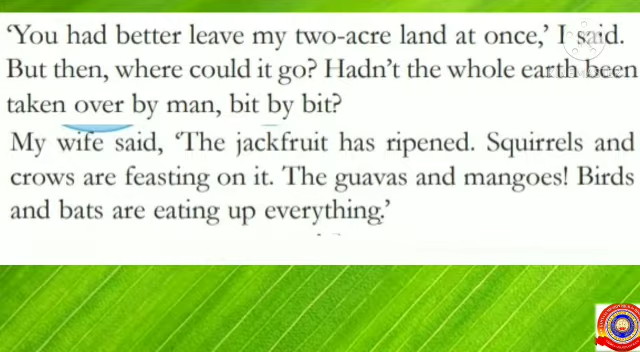 ‘You had better leave my two-acre land at once,’ I said.
But then, where could it go? Hadn’t the whole earth been
taken over by man, bit by bit?
My wife said, ‘The jackfruit has ripened. Squirrels and
crows are feasting on it. The guavas and mangoes! Birds
and bats are eating up everything.’